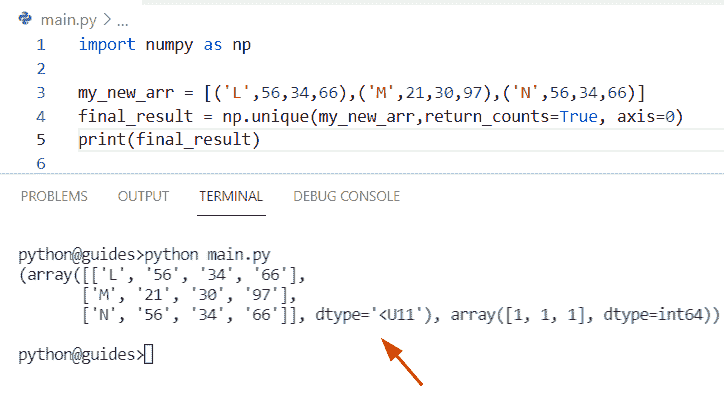 main.py > ...
1 import numpy as np
2
3 my_new_arr = [('L',56,34,66),('M',21,30,97),('N',56,34,66)]
4 final_result = np.unique(my_new_arr,return_counts=True, axis=0)
5 print(final_result)
6
PROBLEMS OUTPUT TERMINAL DEBUG CONSOLE
python@guides>python main.py
(array([['L', '56', '34', '66'],
['M', '21', '30', '97'],
['N', '56', '34', '66']], dtype='<U11'), array([1, 1, 1], dtype=int64))
python@guides>